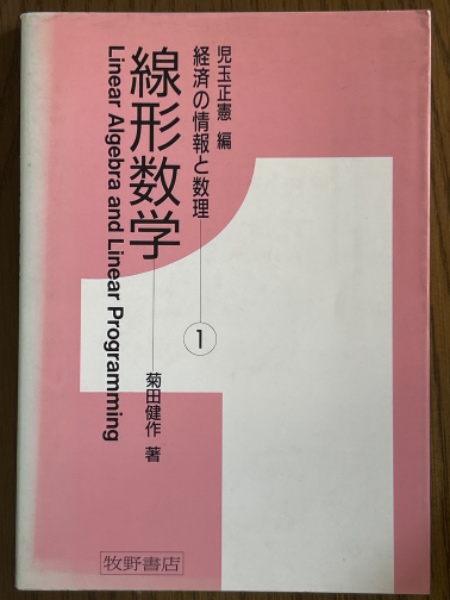 児玉正憲 編
経済の情報と数理
1
線形数学
菊田健作 著
Linear Algebra and Linear Programming
牧野書店
1